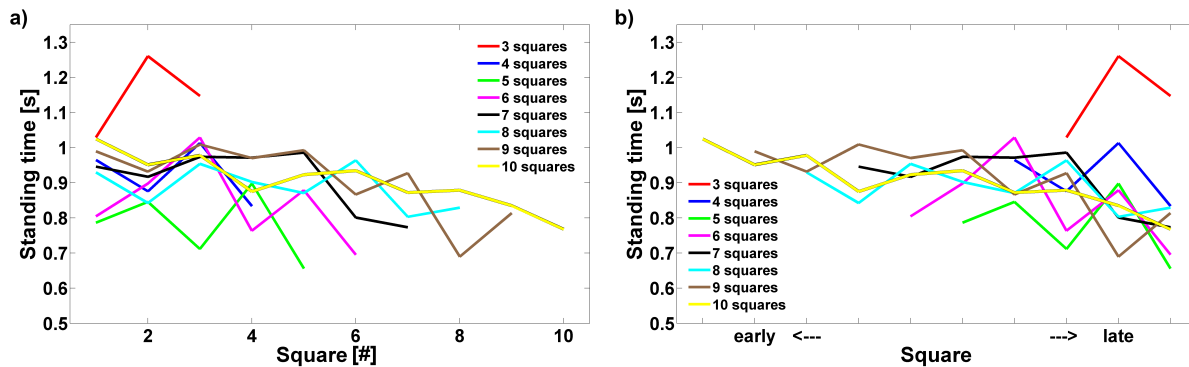 a)
Standing time [s]
1.3
1.2
1.1
1
0.9
0.8
0.7
0.6
0.5
2
4
6
8
10
Square [#]
3 squares
4 squares
5 squares
6 squares
7 squares
8 squares
9 squares
10 squares
b)
Standing time [s]
1.3
1.2
1.1
1
0.9
0.8
0.7
0.6
0.5
3 squares
4 squares
5 squares
6 squares
7 squares
8 squares
9 squares
10 squares
early <--- ---> late
Square